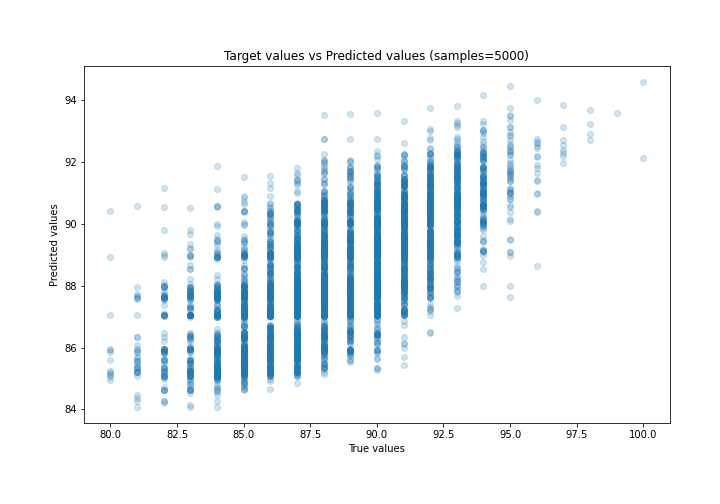 Target values vs Predicted values (samples=5000)
94
92
90
88
86
84
Predicted values
80.0 82.5 85.0 87.5 90.0 92.5 95.0 97.5 100.0
True values